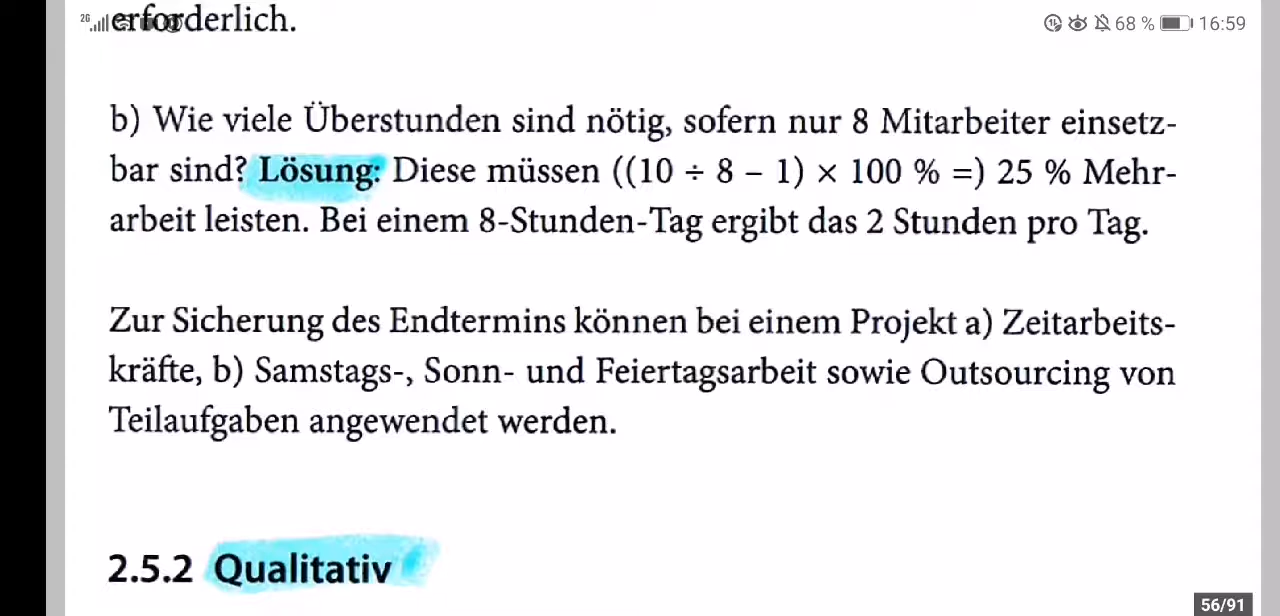 2G
erforderlich.
68 % 16:59
b) Wie viele Überstunden sind nötig, sofern nur 8 Mitarbeiter einsetz-
bar sind? Lösung: Diese müssen ((10 ÷ 8 – 1) × 100 % =) 25 % Mehr-
arbeit leisten. Bei einem 8-Stunden-Tag ergibt das 2 Stunden pro Tag.
Zur Sicherung des Endtermins können bei einem Projekt a) Zeitarbeits-
kräfte, b) Samstags-, Sonn- und Feiertagsarbeit sowie Outsourcing von
Teilaufgaben angewendet werden.
2.5.2 Qualitativ
56/91